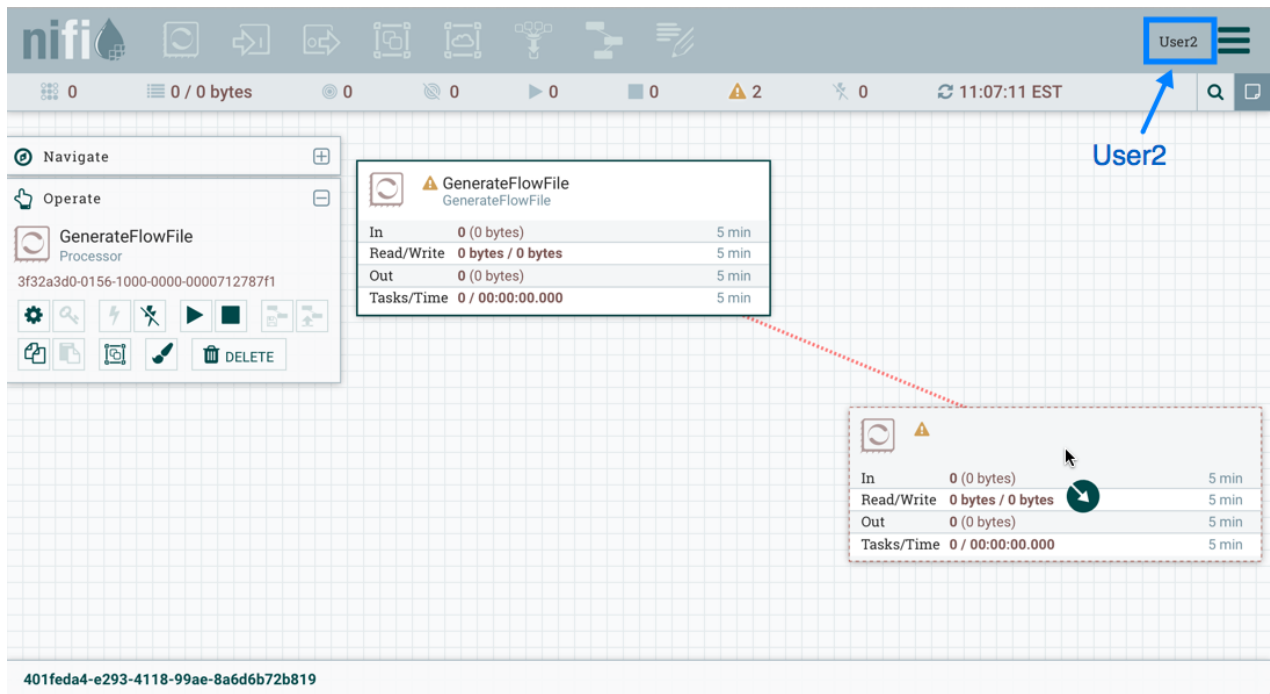 nifi
User2
0 0 / 0 bytes 0 0 0 0 2 0 11:07:11 EST
User2
Navigate
Operate
GenerateFlowFile
Processor
3f32a3d0-0156-1000-0000-0000712787f1
DELETE
GenerateFlowFile
GenerateFlowFile
In 0 (0 bytes) 5 min
Read/Write 0 bytes / 0 bytes 5 min
Out 0 (0 bytes) 5 min
Tasks/Time 0 / 00:00:00.000 5 min
In 0 (0 bytes) 5 min
Read/Write 0 bytes / 0 bytes 5 min
Out 0 (0 bytes) 5 min
Tasks/Time 0 / 00:00:00.000 5 min
401feda4-e293-4118-99ae-8a6d6b72b819